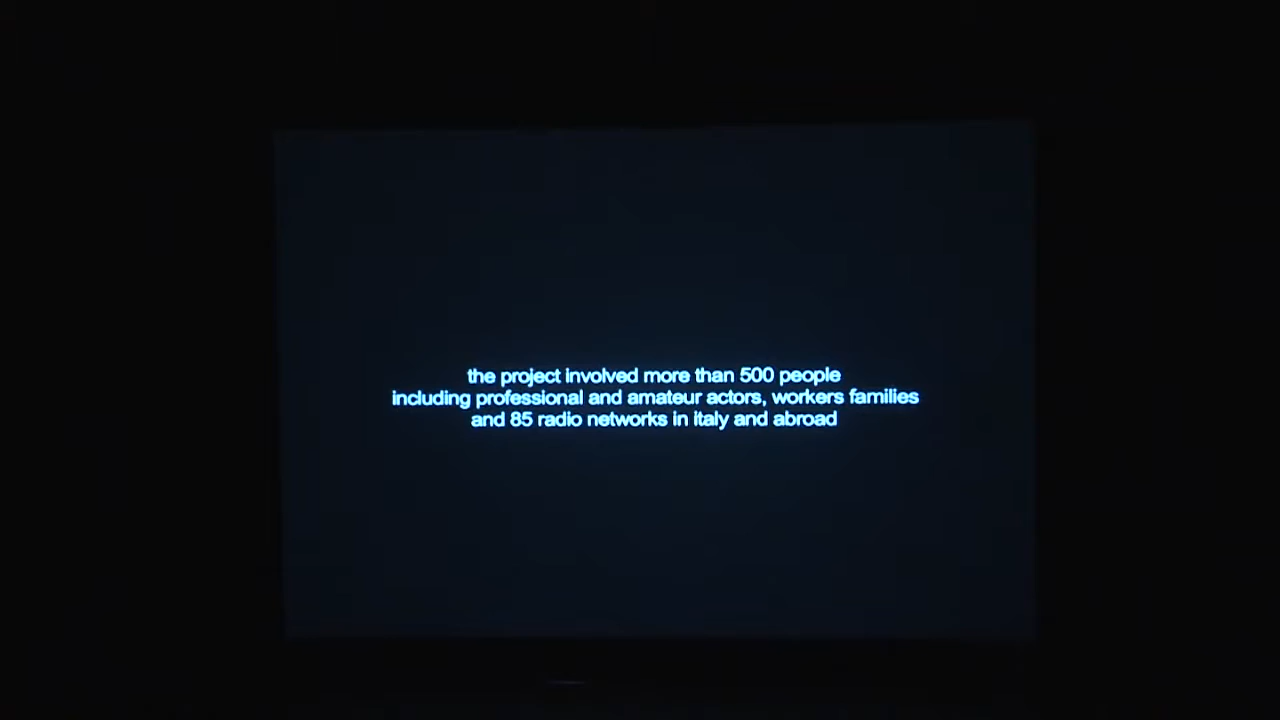 the project involved more than 500 people
including professional and amateur actors, workers families
and 85 radio networks in italy and abroad